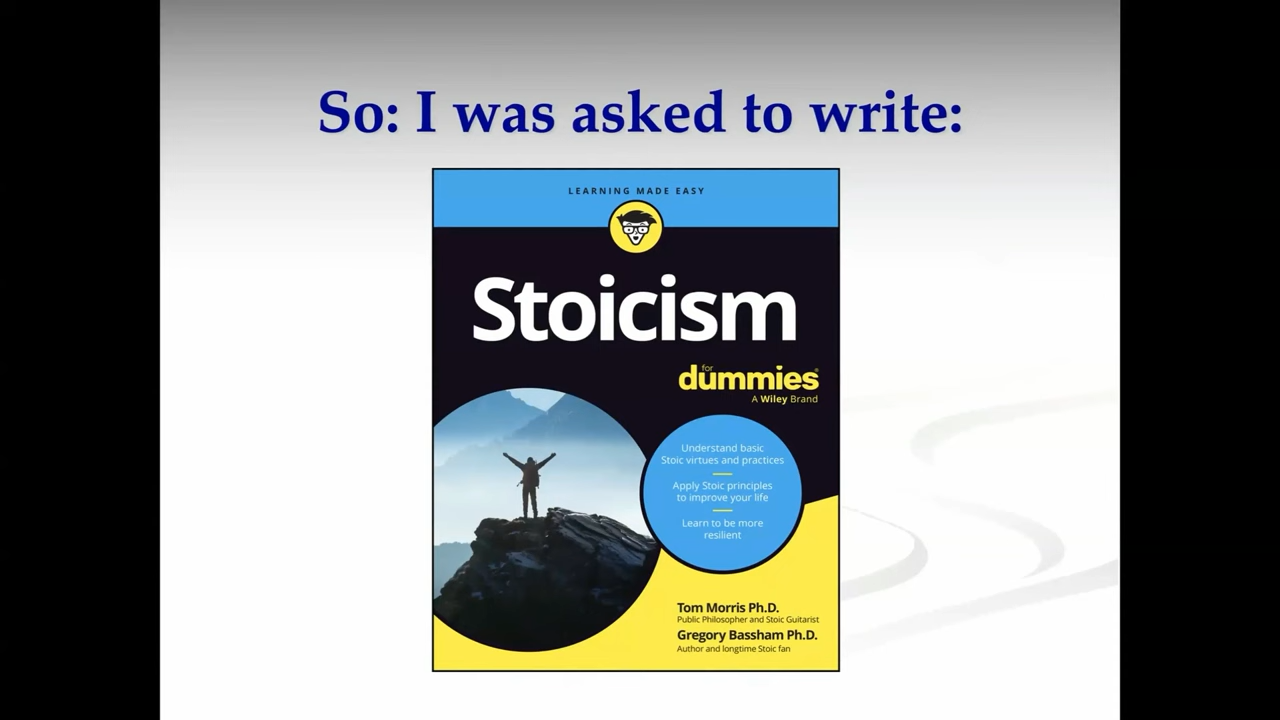 So: I was asked to write:
LEARNING MADE EASY
Stoicism
for
dummies®
A Wiley Brand
Understand basic
Stoic virtues and practices
Apply Stoic principles
to improve your life
Learn to be more
resilient
Tom Morris Ph.D.
Public Philosopher and Stoic Guitarist
Gregory Bassham Ph.D.
Author and longtime Stoic fan